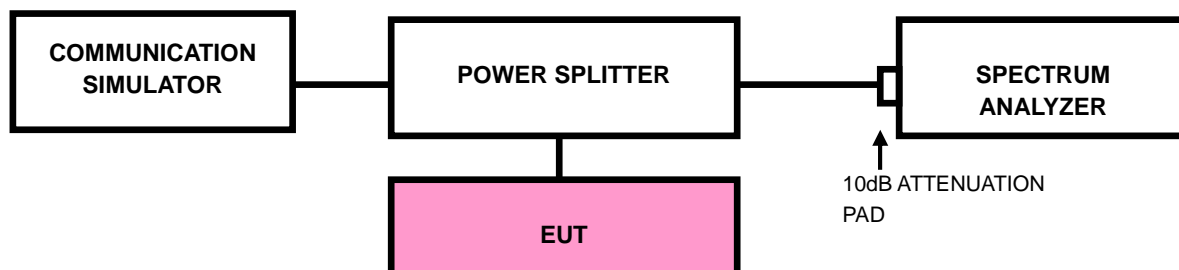 COMMUNICATION
SIMULATOR
POWER SPLITTER
SPECTRUM
ANALYZER
10dB ATTENUATION
PAD
EUT